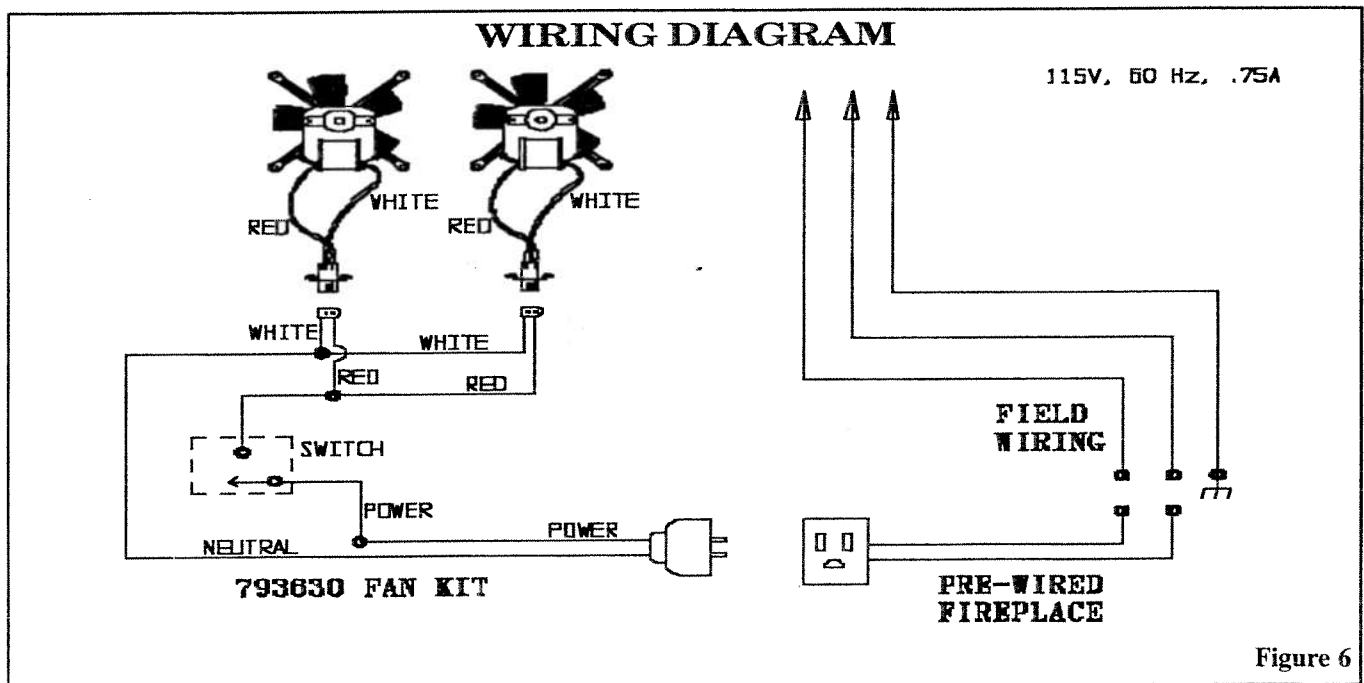 WIRING DIAGRAM
115V, 60 Hz, .75A
WHITE
WHITE
RED
RED
WHITE
WHITE
RED
RED
SWITCH
FIELD
WIRING
POWER
POWER
NEUTRAL
793630 FAN KIT
PRE-WIRED
FIREPLACE
Figure 6